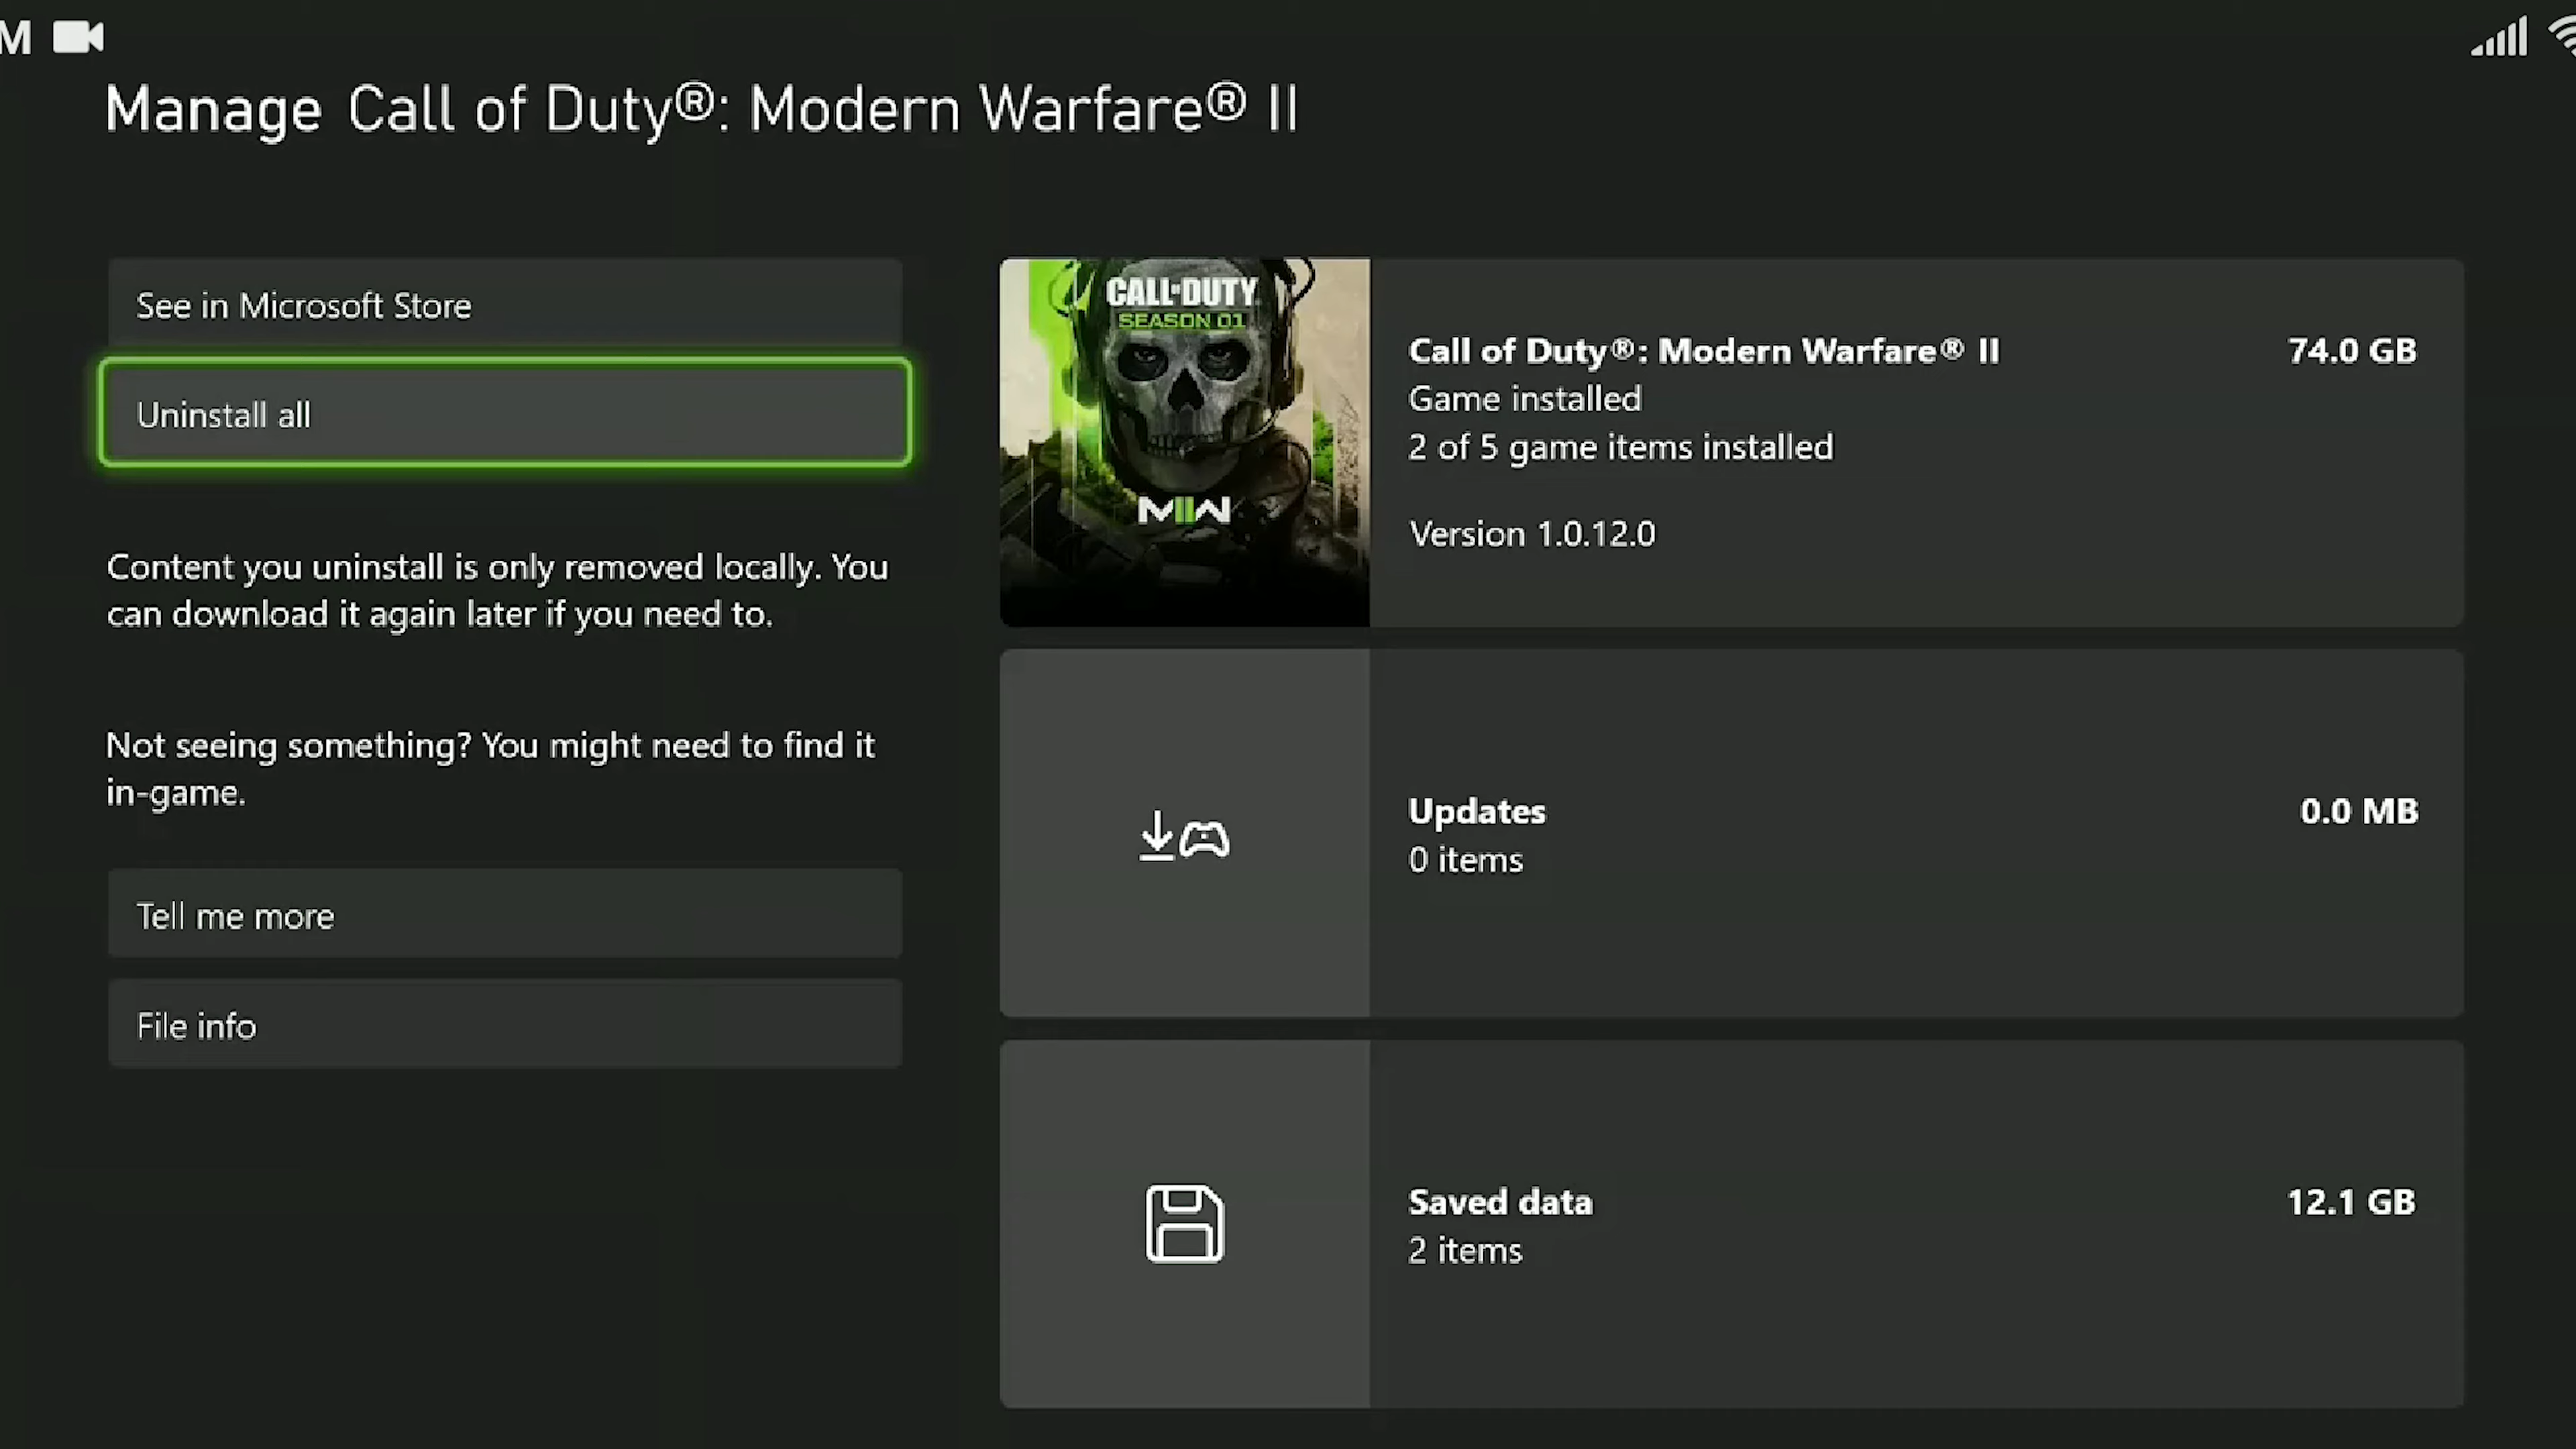 M
Manage Call of Duty®: Modern Warfare® II
See in Microsoft Store
Uninstall all
Content you uninstall is only removed locally. You
can download it again later if you need to.
Not seeing something? You might need to find it
in-game.
Tell me more
File info
CALL OF DUTY
SEASON 01
MWII
Call of Duty®: Modern Warfare® II 74.0 GB
Game installed
2 of 5 game items installed
Version 1.0.12.0
Updates 0.0 MB
0 items
Saved data 12.1 GB
2 items